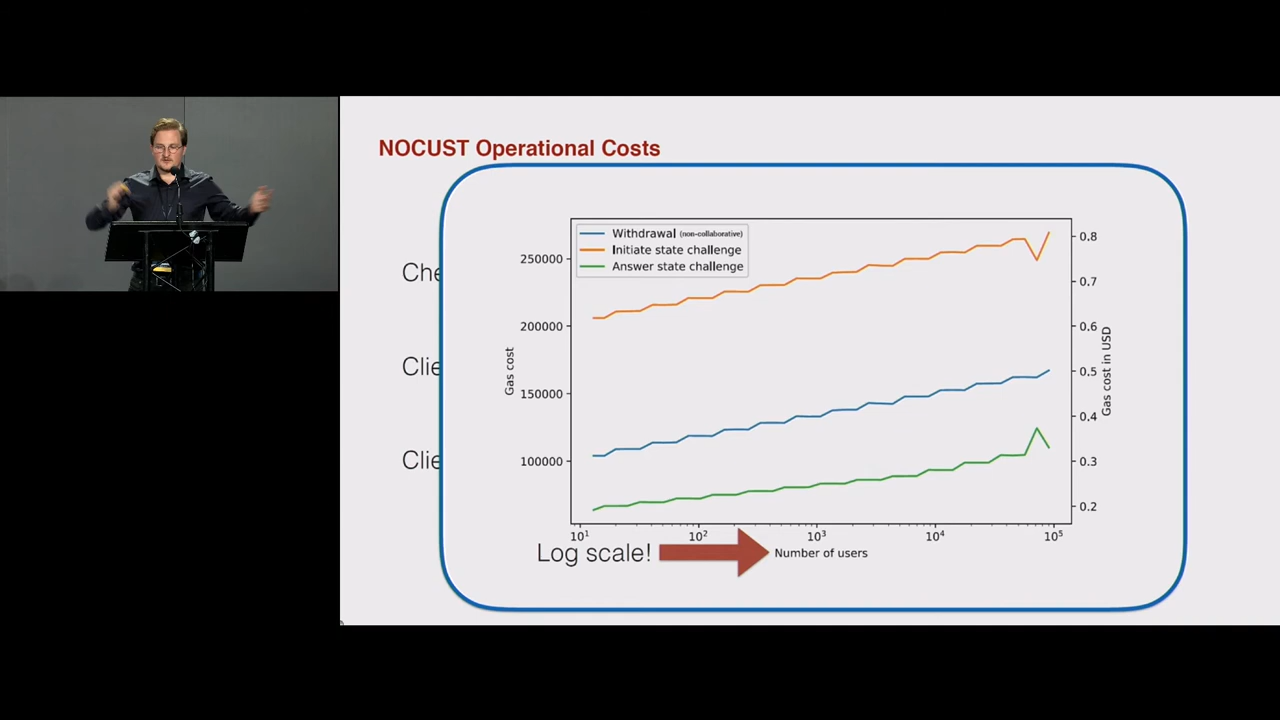 NOCUST Operational Costs
Che
Clie
Clie
Withdrawal (non-collaborative)
Initiate state challenge
Answer state challenge
250000
200000
150000
100000
Gas cost
0.8
0.7
0.6
0.5
0.4
0.3
0.2
Gas cost in USD
10¹
10²
10³
10⁴
10⁵
Log scale!
Number of users